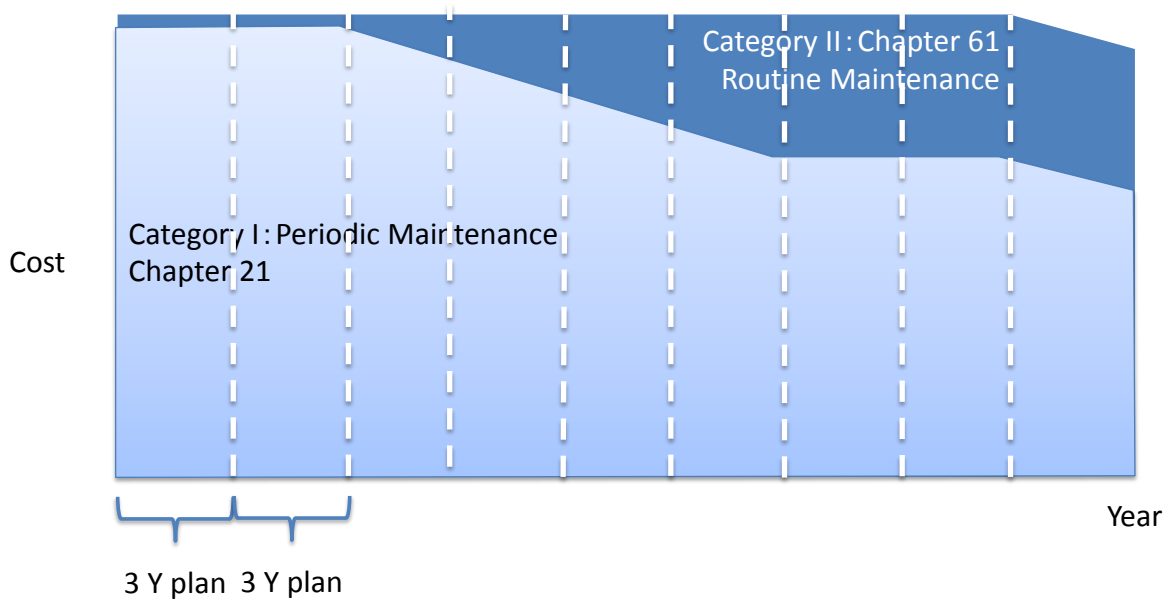 Category II : Chapter 61
Routine Maintenance
Category I : Periodic Maintenance
Chapter 21
Cost
Year
3 Y plan 3 Y plan